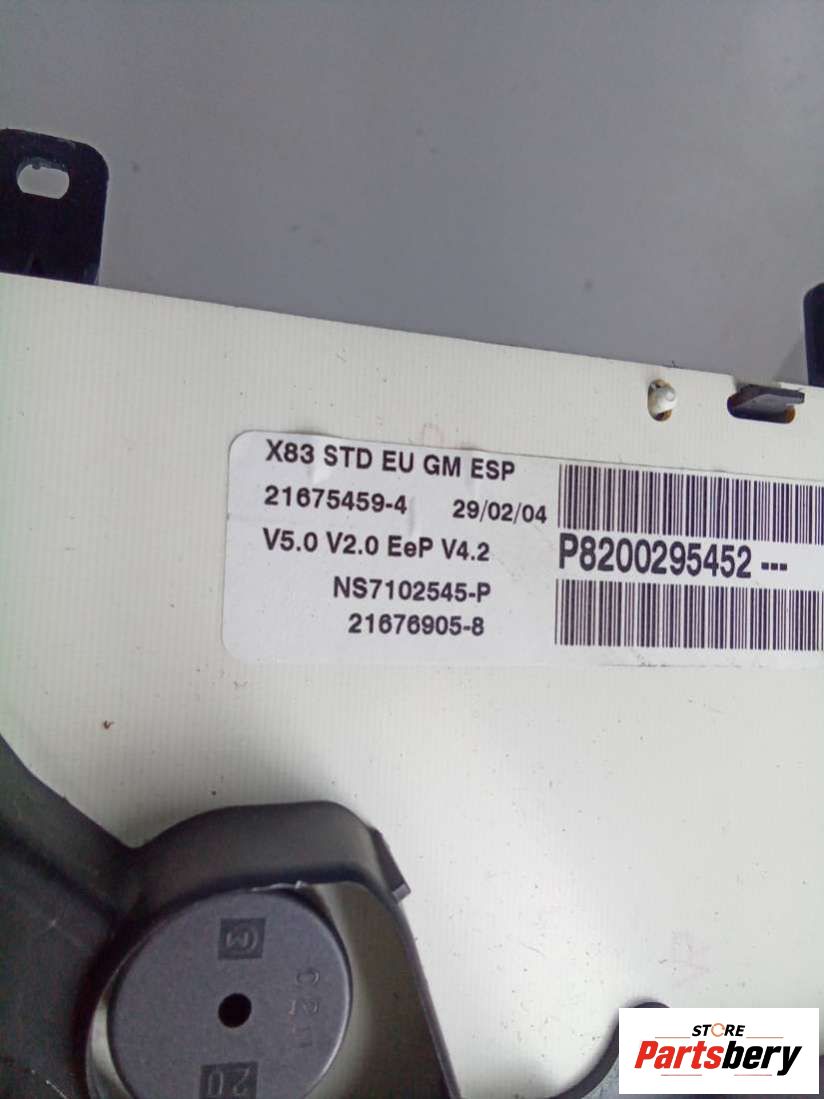 X83 STD EU GM ESP
21675459-4 29/02/04
V5.0 V2.0 EeP V4.2
P8200295452---
NS7102545-P
21676905-8
STORE
Partsbery